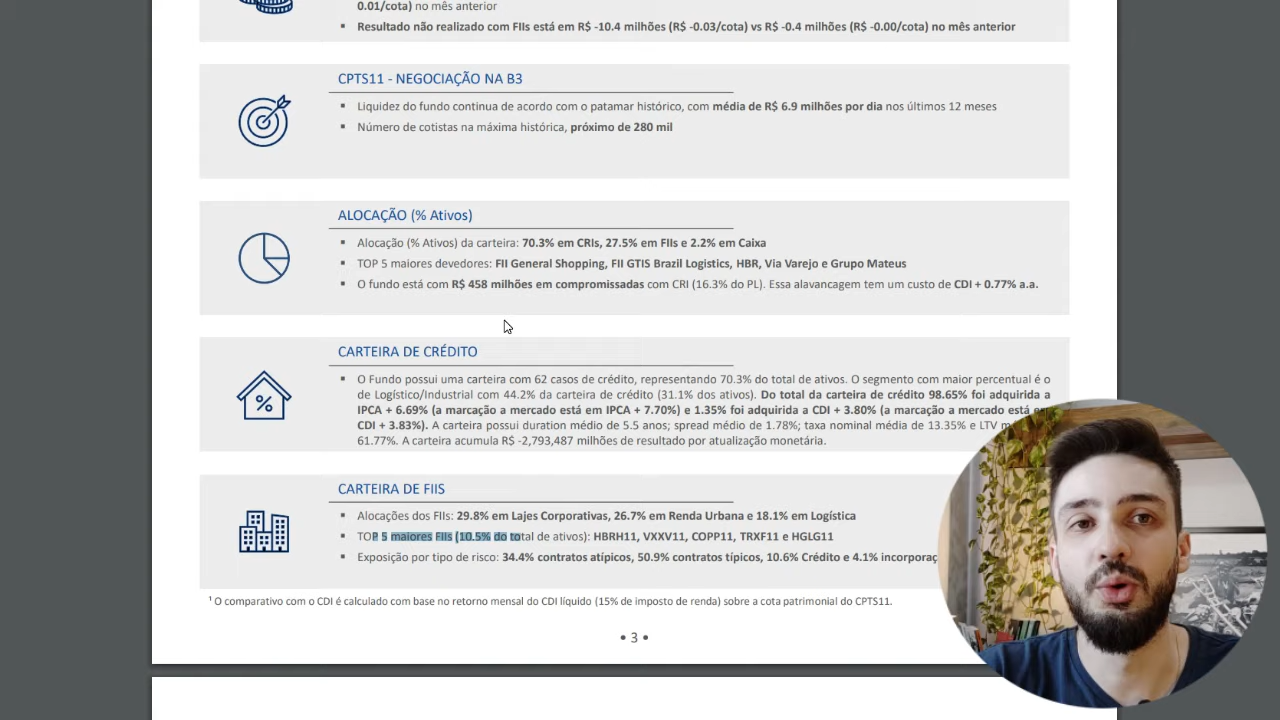 0.01/cota) no mês anterior
Resultado não realizado com FIIs está em R$ -10.4 milhões (R$ -0.03/cota) vs R$ -0.4 milhões (R$ -0.00/cota) no mês anterior
CPTS11 - NEGOCIAÇÃO NA B3
Liquidez do fundo continua de acordo com o patamar histórico, com média de R$ 6.9 milhões por dia nos últimos 12 meses
Número de cotistas na máxima histórica, próximo de 280 mil
ALOCAÇÃO (% Ativos)
Alocação (% Ativos) da carteira: 70.3% em CRIs, 27.5% em FIIs e 2.2% em Caixa
TOP 5 maiores devedores: FII General Shopping, FII GTIS Brazil Logistics, HBR, Via Varejo e Grupo Mateus
O fundo está com R$ 458 milhões em compromissadas com CRI (16.3% do PL). Essa alavancagem tem um custo de CDI + 0.77% a.a.
CARTEIRA DE CRÉDITO
O Fundo possui uma carteira com 62 casos de crédito, representando 70.3% do total de ativos. O segmento com maior percentual é o
de Logístico/Industrial com 44.2% da carteira de crédito (31.1% dos ativos). Do total da carteira de crédito 98.65% foi adquirida a
IPCA + 6.69% (a marcação a mercado está em IPCA + 7.70%) e 1.35% foi adquirida a CDI + 3.80% (a marcação a mercado está em
CDI + 3.83%). A carteira possui duration médio de 5.5 anos; spread médio de 1.78%; taxa nominal média de 13.35% e LTV
61.77%. A carteira acumula R$ -2,793,487 milhões de resultado por atualização monetária.
CARTEIRA DE FIIS
Alocações dos FIIs: 29.8% em Lajes Corporativas, 26.7% em Renda Urbana e 18.1% em Logística
TOP 5 maiores FIIs (10.5% do total de ativos): HBRH11, VXXV11, COPP11, TRXF11 e HGLG11
Exposição por tipo de risco: 34.4% contratos atípicos, 50.9% contratos típicos, 10.6% Crédito e 4.1%
¹ O comparativo com o CDI é calculado com base no retorno mensal do CDI líquido (15% de imposto de renda) sobre a cota patrimonial do CPTS11.
• 3 •